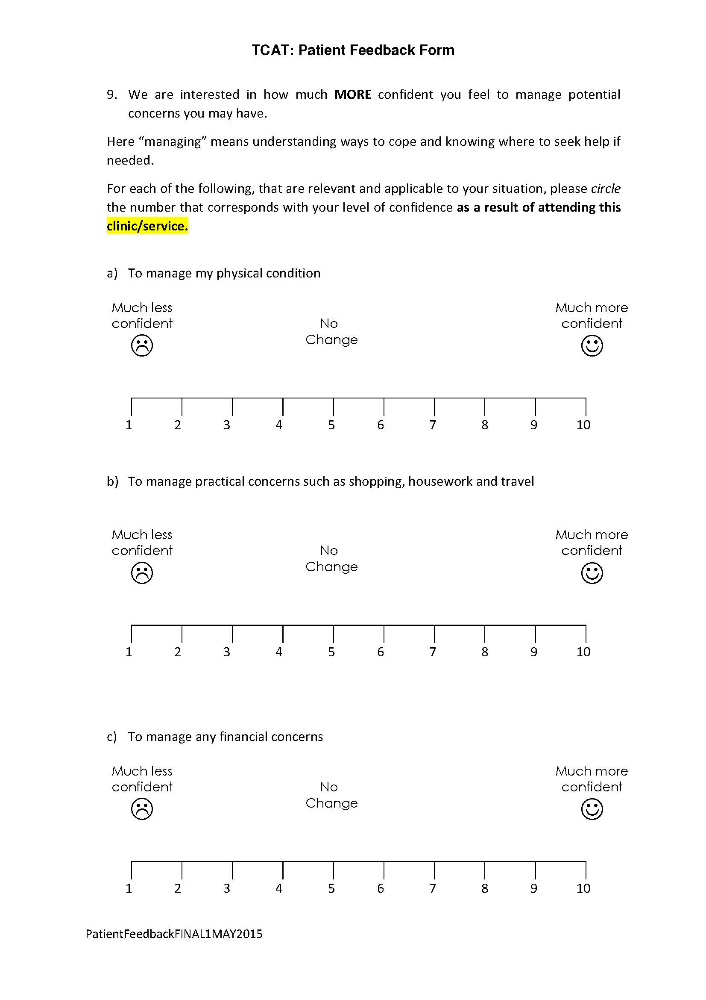 TCAT: Patient Feedback Form
9. We are interested in how much MORE confident you feel to manage potential
concerns you may have.
Here “managing” means understanding ways to cope and knowing where to seek help if
needed.
For each of the following, that are relevant and applicable to your situation, please circle
the number that corresponds with your level of confidence as a result of attending this
clinic/service.
a) To manage my physical condition
Much less
confident
No
Change
Much more
confident
1 2 3 4 5 6 7 8 9 10
b) To manage practical concerns such as shopping, housework and travel
Much less
confident
No
Change
Much more
confident
1 2 3 4 5 6 7 8 9 10
c) To manage any financial concerns
Much less
confident
No
Change
Much more
confident
1 2 3 4 5 6 7 8 9 10
PatientFeedbackFINAL1MAY2015